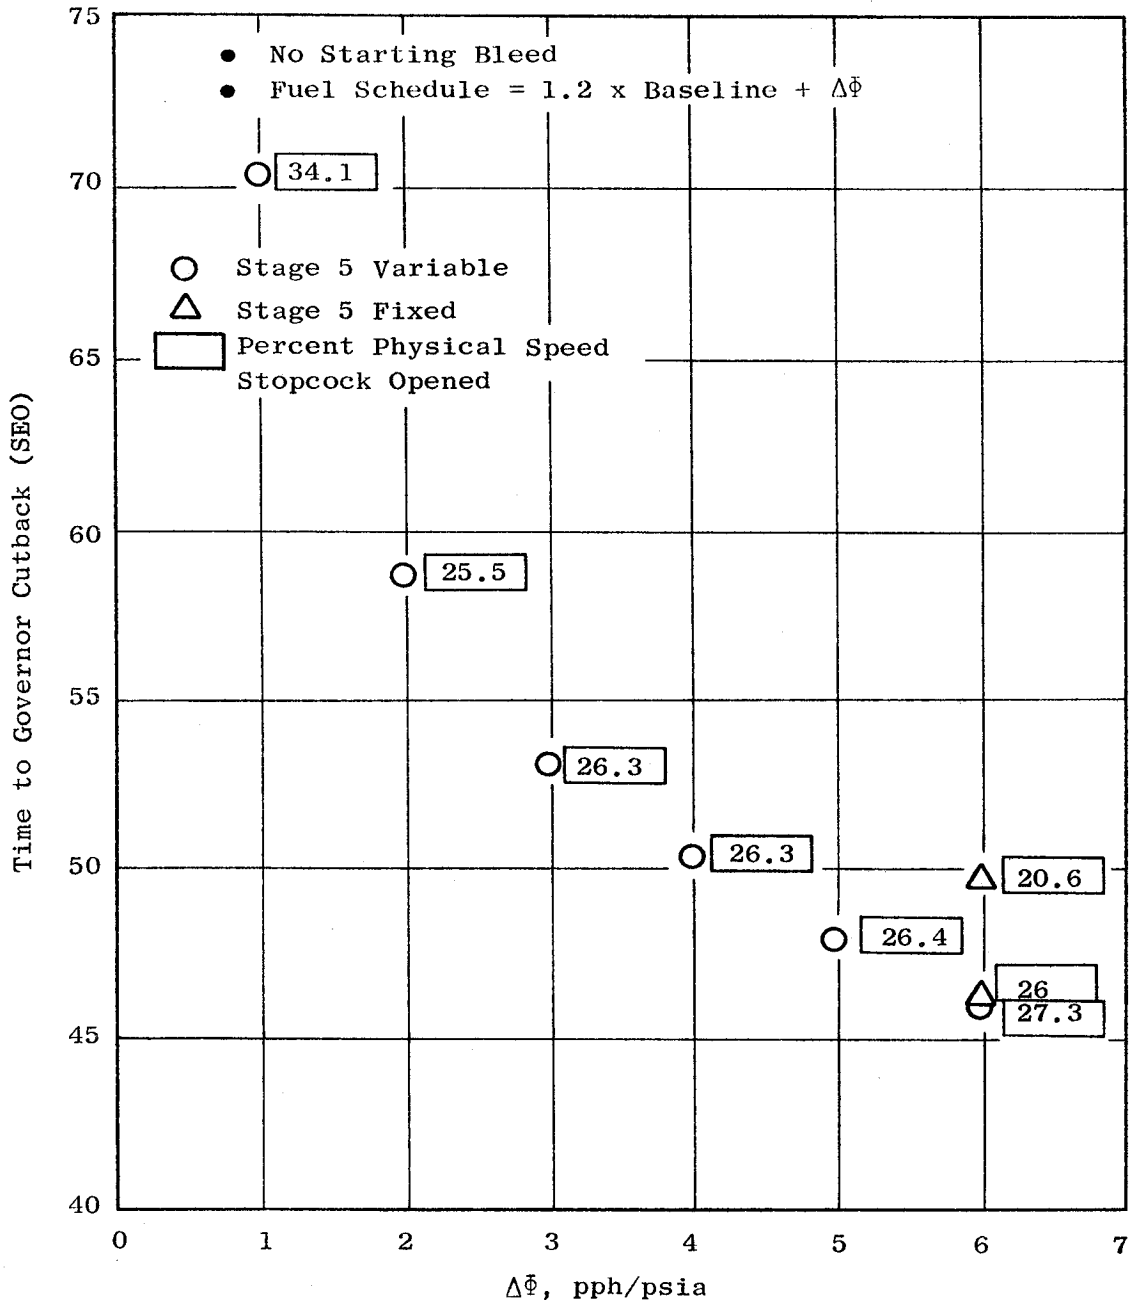 75
● No Starting Bleed
● Fuel Schedule = 1.2 x Baseline + ΔΦ
70
34.1
Stage 5 Variable
Stage 5 Fixed
65
Percent Physical Speed
Stopcock Opened
60
25.5
55
26.3
50
26.3
20.6
26.4
26
27.3
45
40
0 1 2 3 4 5 6 7
ΔΦ, pph/psia
Time to Governor Cutback (SEO)